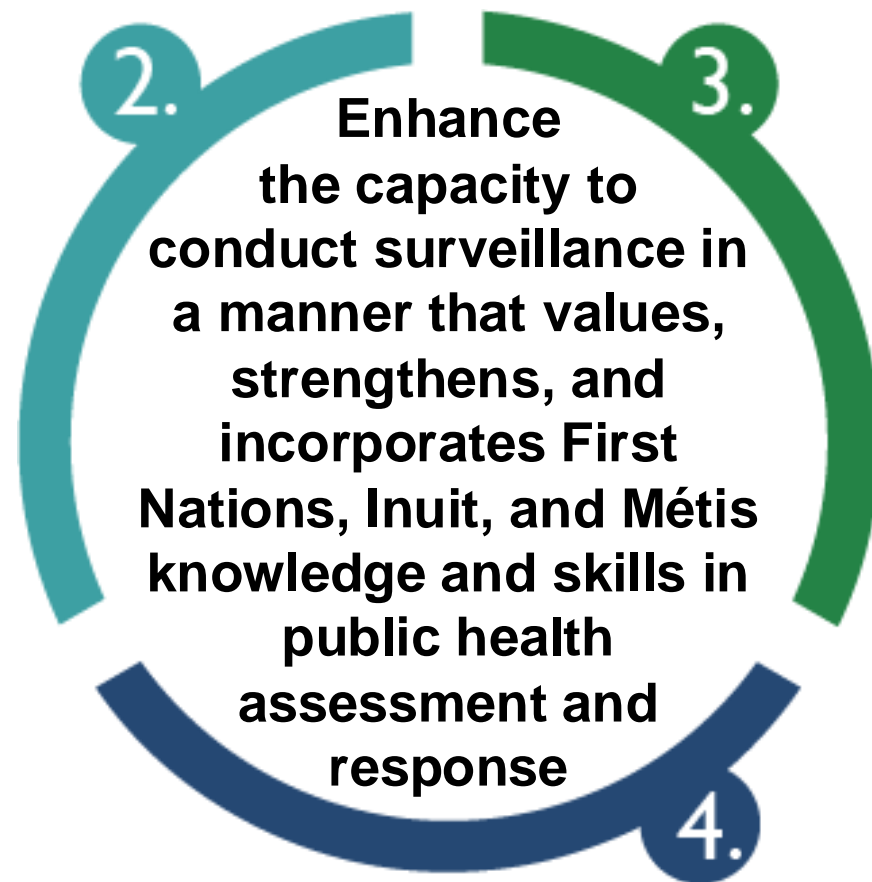 2.
3.
Enhance
the capacity to
conduct surveillance in
a manner that values,
strengthens, and
incorporates First
Nations, Inuit, and Métis
knowledge and skills in
public health
assessment and
response
4.